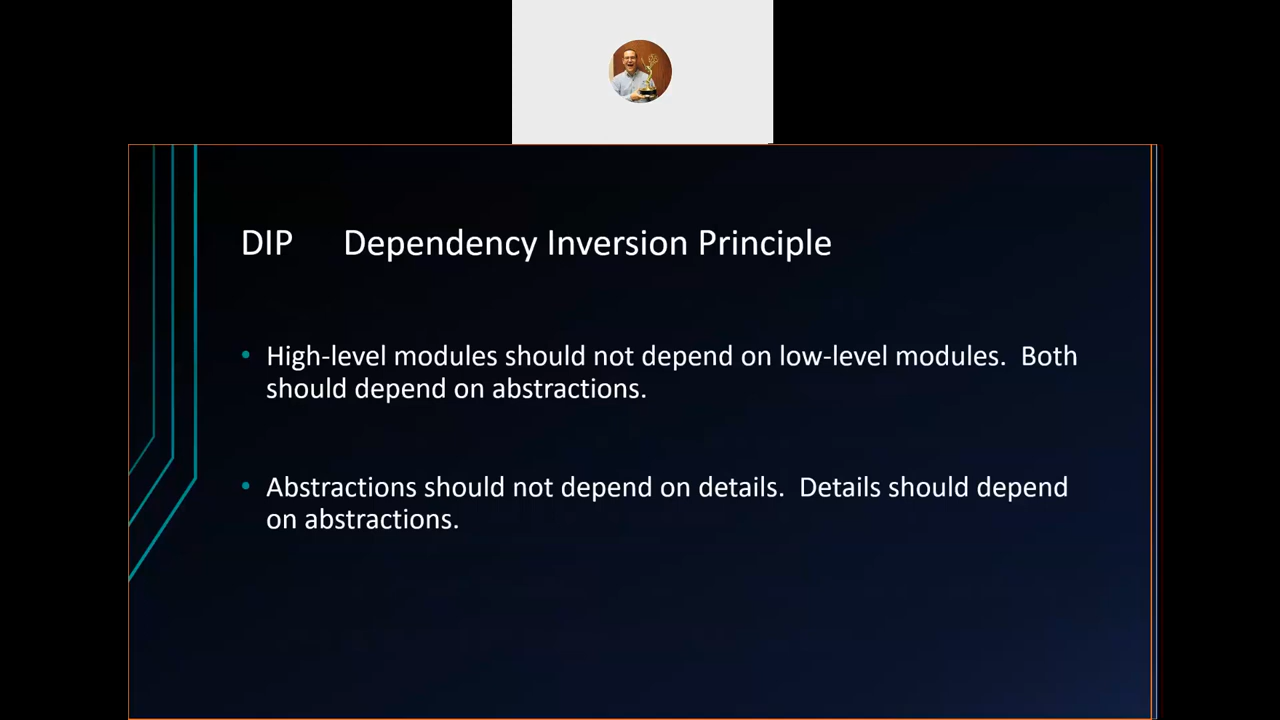 DIP Dependency Inversion Principle
• High-level modules should not depend on low-level modules. Both
should depend on abstractions.
• Abstractions should not depend on details. Details should depend
on abstractions.